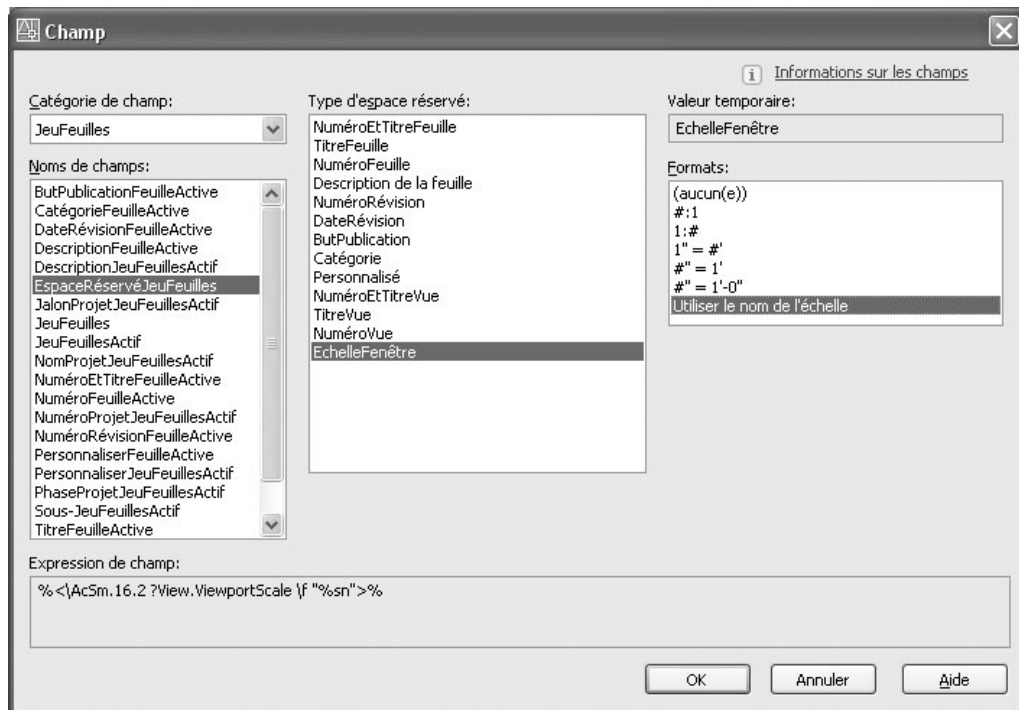 Champ
Informations sur les champs
Catégorie de champ:
JeuFeuilles
Noms de champs:
ButPublicationFeuilleActive
CatégorieFeuilleActive
DateRévisionFeuilleActive
DescriptionFeuilleActive
DescriptionJeuFeuillesActif
EspaceRéservéJeuFeuilles
JalonProjetJeuFeuillesActif
JeuFeuilles
JeuFeuillesActif
NomProjetJeuFeuillesActif
NuméroEtTitreFeuilleActive
NuméroFeuilleActive
NuméroProjetJeuFeuillesActif
NuméroRévisionFeuilleActive
PersonnaliserFeuilleActive
PersonnaliserJeuFeuillesActif
PhaseProjetJeuFeuillesActif
Sous-JeuFeuillesActif
TitreFeuilleActive
Type d'espace réservé:
NuméroEtTitreFeuille
TitreFeuille
NuméroFeuille
Description de la feuille
NuméroRévision
DateRévision
ButPublication
Catégorie
Personnalisé
NuméroEtTitreVue
TitreVue
NuméroVue
EchelleFenêtre
Valeur temporaire:
EchelleFenêtre
Formats:
(aucun(e))
#:1
1:#
1" = #'
#" = 1'
#" = 1'-0"
Utiliser le nom de l'échelle
Expression de champ:
%<\AcSm.16.2 ?View.ViewportScale \f "%sn">%
OK
Annuler
Aide